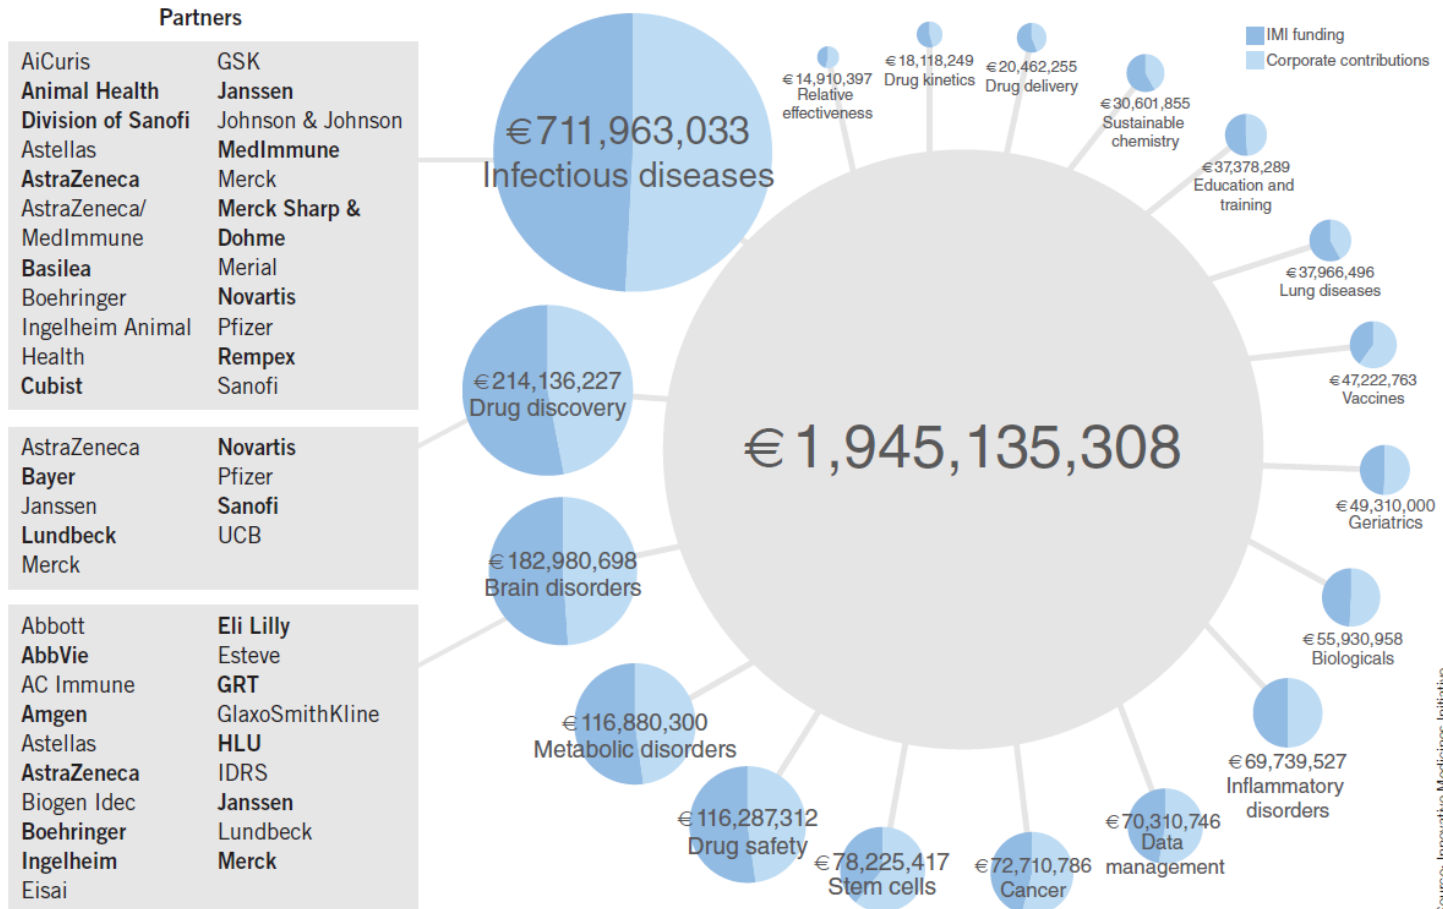 Partners
AiCuris
Animal Health
Division of Sanofi
Astellas
AstraZeneca
AstraZeneca/
MedImmune
Basilea
Boehringer
Ingelheim Animal
Health
Cubist
GSK
Janssen
Johnson & Johnson
MedImmune
Merck
Merck Sharp &
Dohme
Merial
Novartis
Pfizer
Rempex
Sanofi
AstraZeneca
Bayer
Janssen
Lundbeck
Merck
Novartis
Pfizer
Sanofi
UCB
Abbott
AbbVie
AC Immune
Amgen
Astellas
AstraZeneca
Biogen Idec
Boehringer
Ingelheim
Eisai
Eli Lilly
Esteve
GRT
GlaxoSmithKline
HLU
IDRS
Janssen
Lundbeck
Merck
€711,963,033
Infectious diseases
€214,136,227
Drug discovery
€182,980,698
Brain disorders
€116,880,300
Metabolic disorders
€116,287,312
Drug safety
€78,225,417
Stem cells
€72,710,786
Cancer
€70,310,746
Data
management
€69,739,527
Inflammatory
disorders
€55,930,958
Biologicals
€49,310,000
Geriatrics
€47,222,763
Vaccines
€37,966,496
Lung diseases
€37,378,289
Education and
training
€30,601,855
Sustainable
chemistry
€20,462,255
Drug delivery
€18,118,249
Drug kinetics
€14,910,397
Relative
effectiveness
€1,945,135,308
IMI funding
Corporate contributions
Source: Innovative Medicines Initiative